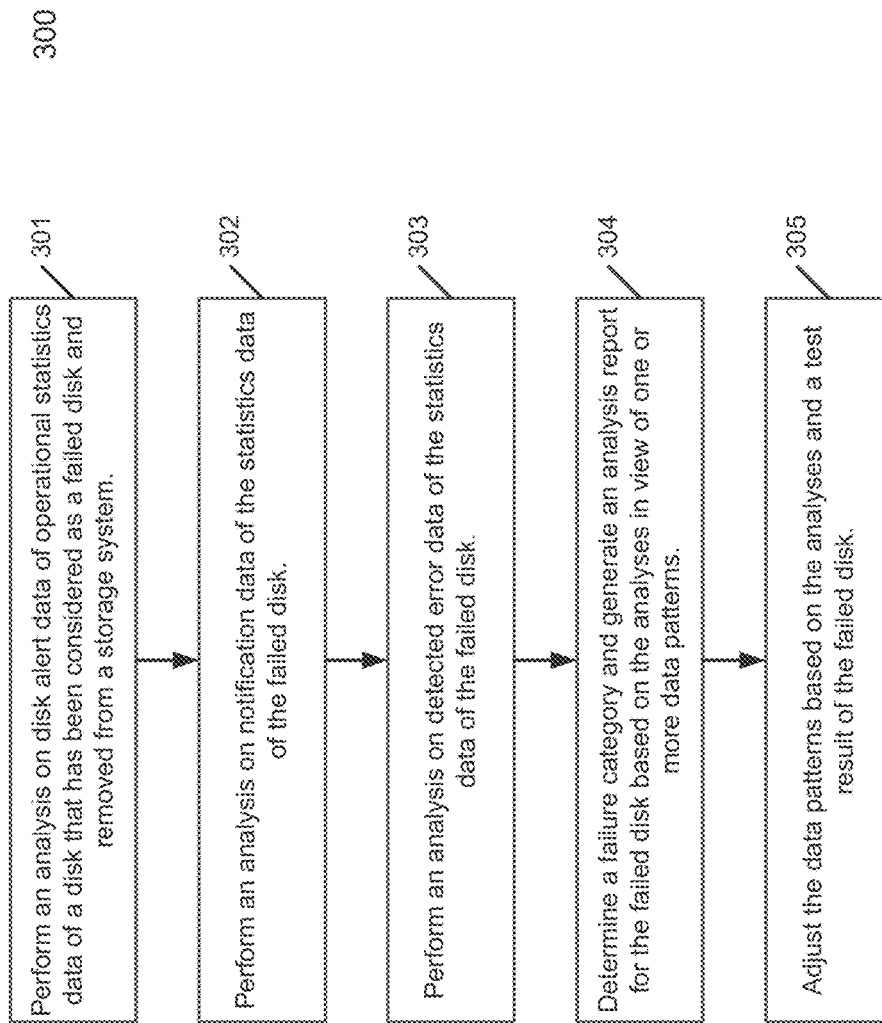 300
301
Perform an analysis on disk alert data of operational statistics
data of a disk that has been considered as a failed disk and
removed from a storage system.
302
Perform an analysis on notification data of the statistics data
of the failed disk.
303
Perform an analysis on detected error data of the statistics
data of the failed disk.
304
Determine a failure category and generate an analysis report
for the failed disk based on the analyses in view of one or
more data patterns.
305
Adjust the data patterns based on the analyses and a test
result of the failed disk.